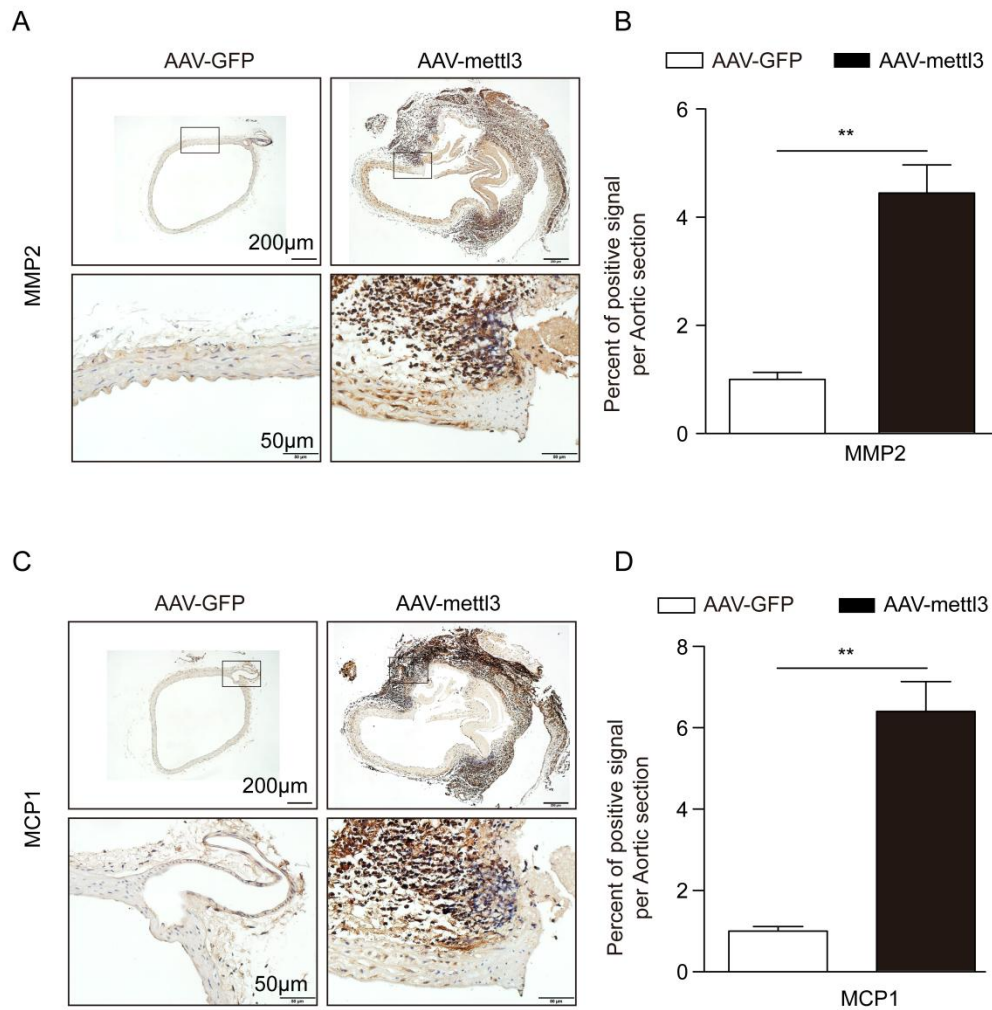 A
AAV-GFP
AAV-mettl3
MMP2
200μm
50μm
B
AAV-GFP
AAV-mettl3
**
Percent of positive signal
per Aortic section
6
4
2
0
MMP2
C
AAV-GFP
AAV-mettl3
MCP1
200μm
50μm
D
AAV-GFP
AAV-mettl3
**
Percent of positive signal
per Aortic section
8
6
4
2
0
MCP1